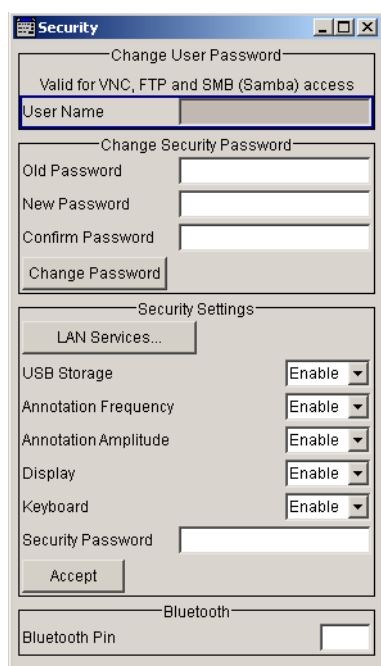 Security
Change User Password
Valid for VNC, FTP and SMB (Samba) access
User Name
Change Security Password
Old Password
New Password
Confirm Password
Change Password
Security Settings
LAN Services...
USB Storage Enable
Annotation Frequency Enable
Annotation Amplitude Enable
Display Enable
Keyboard Enable
Security Password
Accept
Bluetooth
Bluetooth Pin